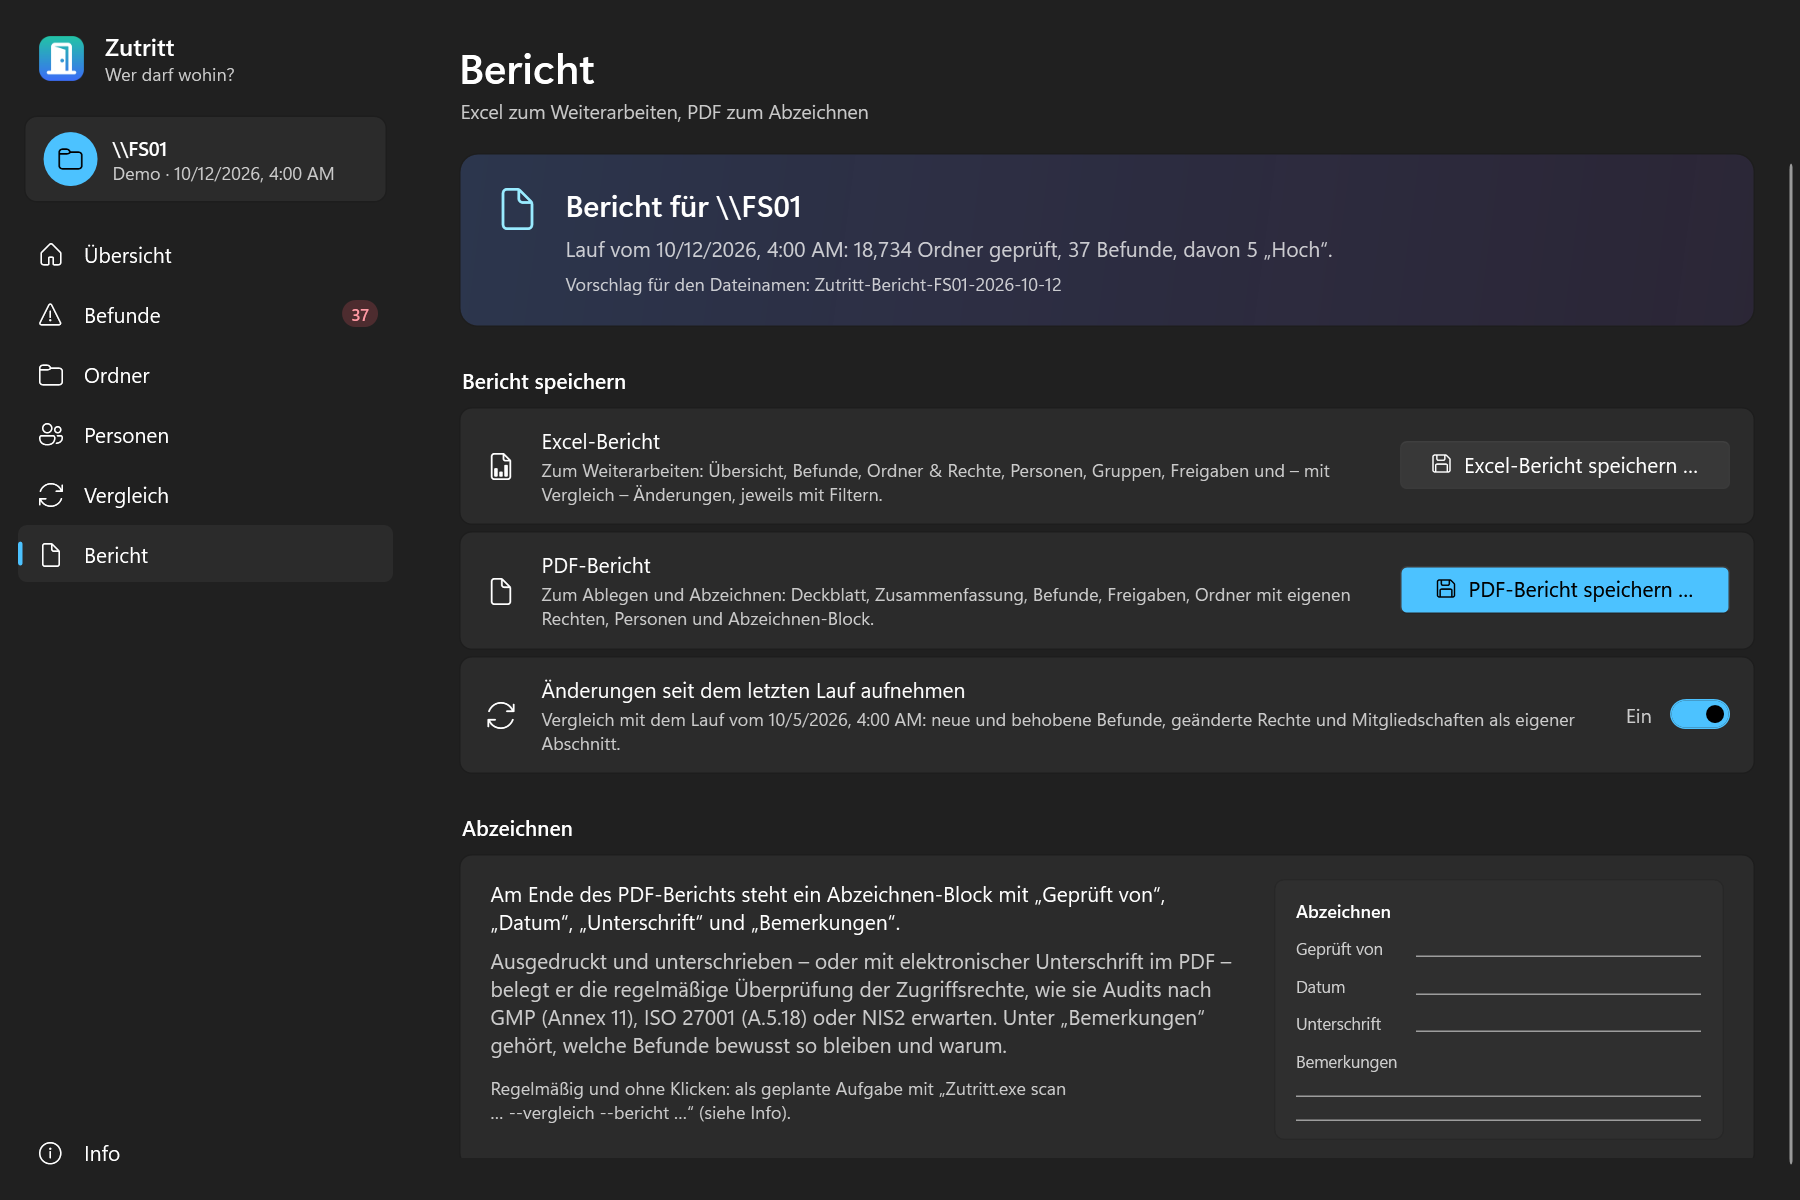 Zutritt
Wer darf wohin?
\\FS01
Demo · 10/12/2026, 4:00 AM
Übersicht
Befunde
37
Ordner
Personen
Vergleich
Bericht
Info
Bericht
Excel zum Weiterarbeiten, PDF zum Abzeichnen
Bericht für \\FS01
Lauf vom 10/12/2026, 4:00 AM: 18,734 Ordner geprüft, 37 Befunde, davon 5 „Hoch“.
Vorschlag für den Dateinamen: Zutritt-Bericht-FS01-2026-10-12
Bericht speichern
Excel-Bericht
Zum Weiterarbeiten: Übersicht, Befunde, Ordner & Rechte, Personen, Gruppen, Freigaben und – mit
Vergleich – Änderungen, jeweils mit Filtern.
Excel-Bericht speichern ...
PDF-Bericht
Zum Ablegen und Abzeichnen: Deckblatt, Zusammenfassung, Befunde, Freigaben, Ordner mit eigenen
Rechten, Personen und Abzeichnen-Block.
PDF-Bericht speichern ...
Änderungen seit dem letzten Lauf aufnehmen
Vergleich mit dem Lauf vom 10/5/2026, 4:00 AM: neue und behobene Befunde, geänderte Rechte und Mitgliedschaften als eigener
Abschnitt.
Ein
Abzeichnen
Am Ende des PDF-Berichts steht ein Abzeichnen-Block mit „Geprüft von“,
„Datum“, „Unterschrift“ und „Bemerkungen“.
Ausgedruckt und unterschrieben – oder mit elektronischer Unterschrift im PDF –
belegt er die regelmäßige Überprüfung der Zugriffsrechte, wie sie Audits nach
GMP (Annex 11), ISO 27001 (A.5.18) oder NIS2 erwarten. Unter „Bemerkungen“
gehört, welche Befunde bewusst so bleiben und warum.
Regelmäßig und ohne Klicken: als geplante Aufgabe mit „Zutritt.exe scan
... --vergleich --bericht ...“ (siehe Info).
Abzeichnen
Geprüft von
Datum
Unterschrift
Bemerkungen